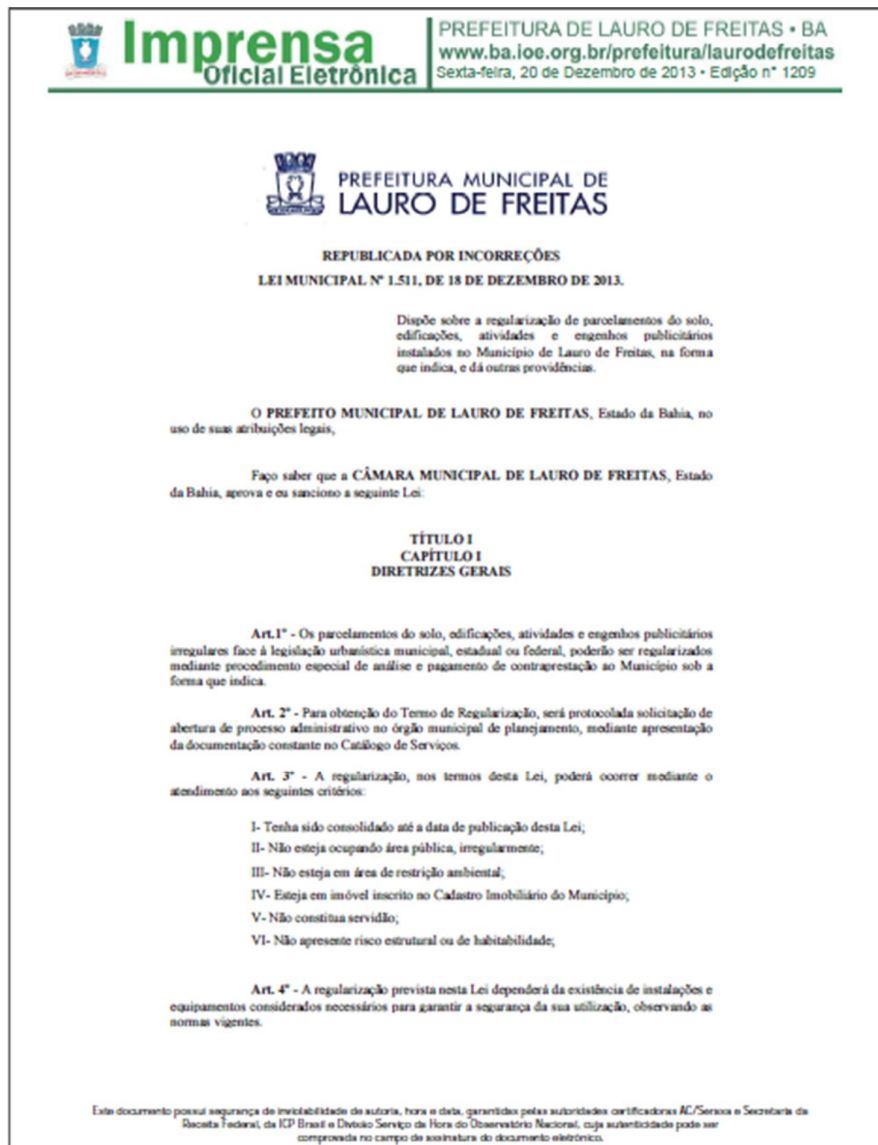 Imprensa
Oficial Eletrônica
PREFEITURA DE LAURO DE FREITAS • BA
www.ba.ioe.org.br/prefeitura/laurodefreitas
Sexta-feira, 20 de Dezembro de 2013 • Edição n° 1209
PREFEITURA MUNICIPAL DE
LAURO DE FREITAS
REPUBLICADA POR INCORREÇÕES
LEI MUNICIPAL Nº 1.511, DE 18 DE DEZEMBRO DE 2013.
Dispõe sobre a regularização de parcelamentos do solo,
edificações, atividades e engenhos publicitários
instalados no Município de Lauro de Freitas, na forma
que indica, e dá outras providências.
O PREFEITO MUNICIPAL DE LAURO DE FREITAS, Estado da Bahia, no
uso de suas atribuições legais,
Faço saber que a CÂMARA MUNICIPAL DE LAURO DE FREITAS, Estado
da Bahia, aprova e eu sanciono a seguinte Lei:
TÍTULO I
CAPÍTULO I
DIRETRIZES GERAIS
Art.1º - Os parcelamentos do solo, edificações, atividades e engenhos publicitários
irregulares face à legislação urbanística municipal, estadual ou federal, poderão ser regularizados
mediante procedimento especial de análise e pagamento de contraprestação ao Município sob a
forma que indica.
Art. 2º - Para obtenção do Termo de Regularização, será protocolada solicitação de
abertura de processo administrativo no órgão municipal de planejamento, mediante apresentação
da documentação constante no Catálogo de Serviços.
Art. 3º - A regularização, nos termos desta Lei, poderá ocorrer mediante o
atendimento aos seguintes critérios:
I- Tenha sido consolidado até a data de publicação desta Lei;
II- Não esteja ocupando área pública, irregularmente;
III- Não esteja em área de restrição ambiental;
IV- Esteja em imóvel inscrito no Cadastro Imobiliário do Município;
V- Não constitua servidão;
VI- Não apresente risco estrutural ou de habitabilidade;
Art. 4º - A regularização prevista nesta Lei dependerá da existência de instalações e
equipamentos considerados necessários para garantir a segurança da sua utilização, observando as
normas vigentes.
Este documento possui segurança de inviolabilidade de autoria, hora e data, garantidas pelas autoridades certificadoras AC/Serasa e Secretaria da
Receita Federal, da ICP Brasil e Divisão Serviço da Hora do Observatório Nacional, cuja autenticidade pode ser
comprovada no campo de assinatura do documento eletrônico.